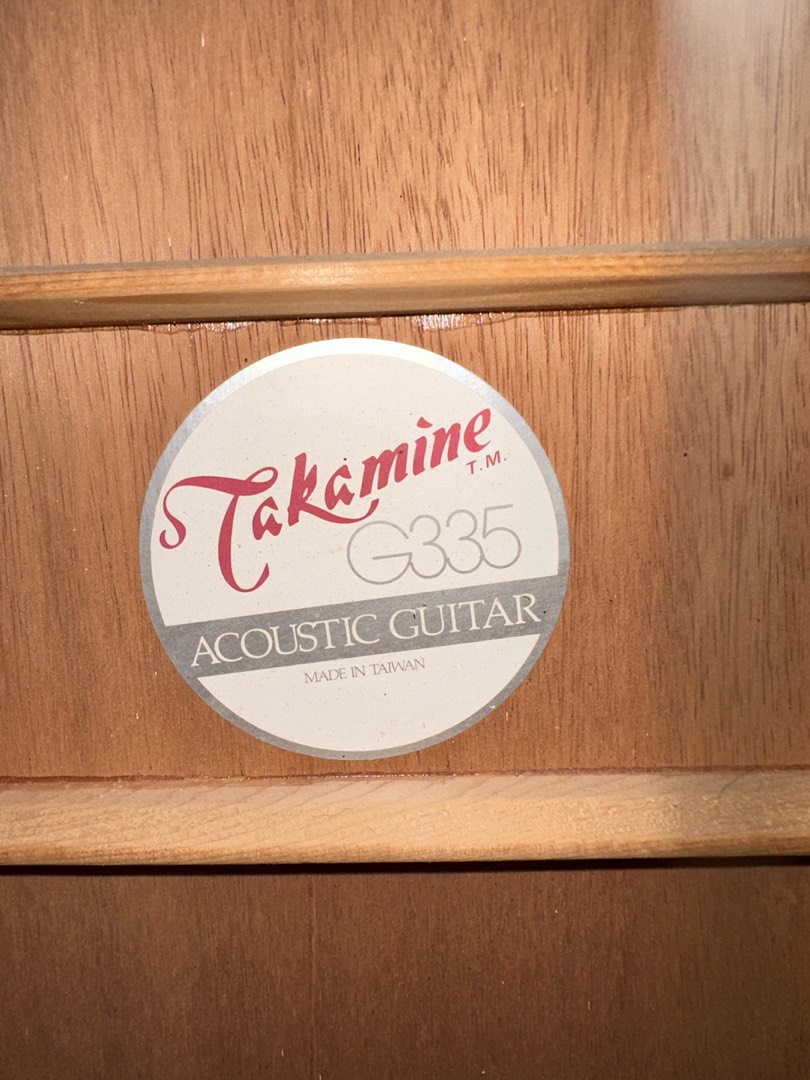 Takamine
T.M.
G335
ACOUSTIC GUITAR
MADE IN TAIWAN